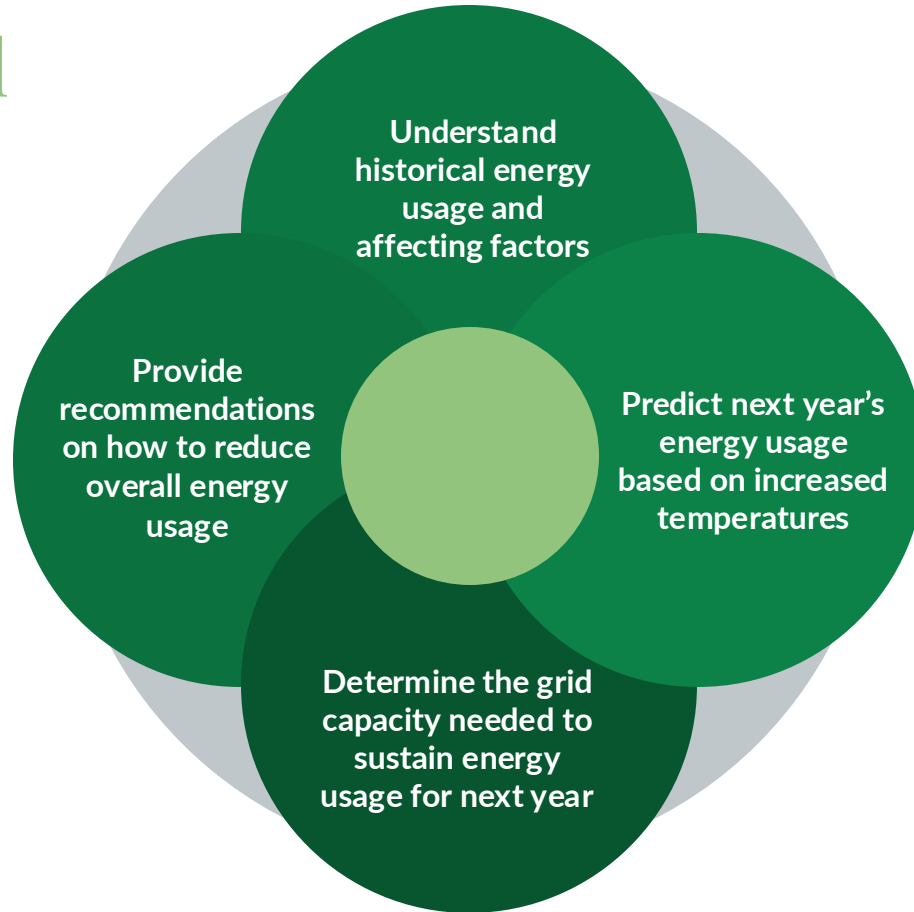 Understand
historical energy
usage and
affecting factors
Provide
recommendations
on how to reduce
overall energy
usage
Predict next year’s
energy usage
based on increased
temperatures
Determine the grid
capacity needed to
sustain energy
usage for next year